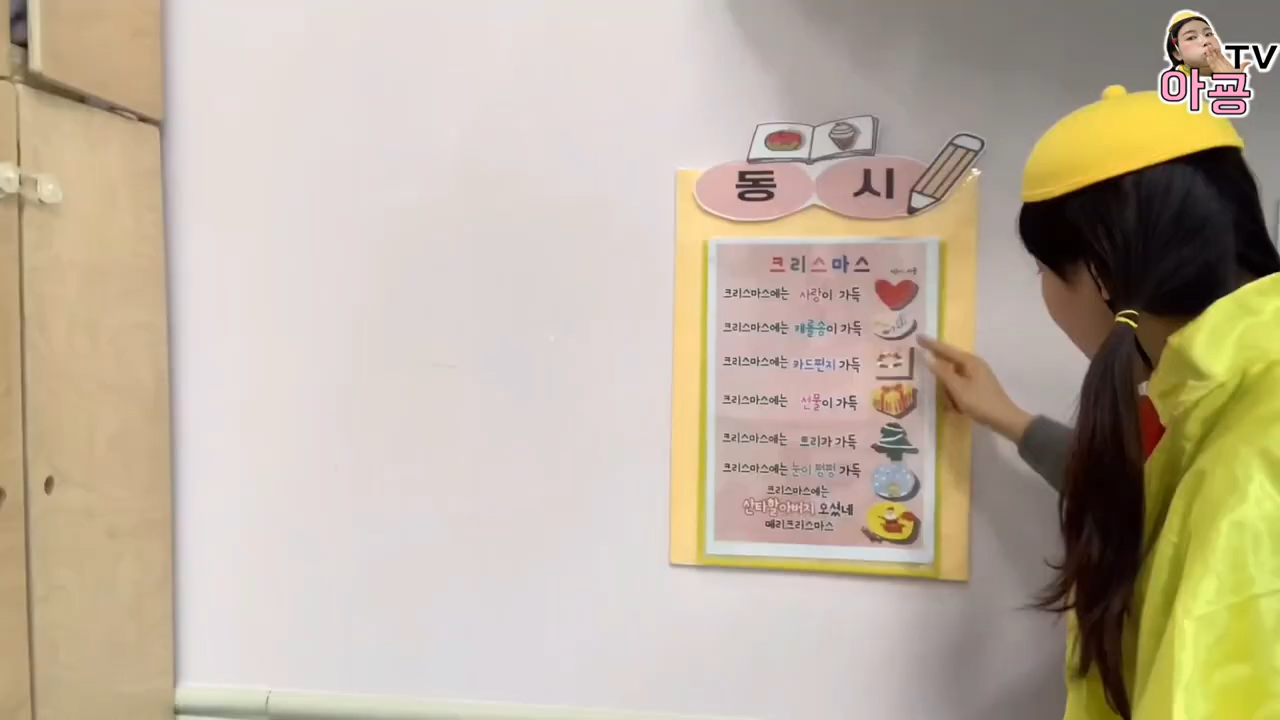 TV
아굥
동 시
크리스마스
크리스마스에는 사랑이 가득
크리스마스에는 캐롤송이 가득
크리스마스에는 카드편지 가득
크리스마스에는 선물이 가득
크리스마스에는 트리가 가득
크리스마스에는 눈이 펑펑 가득
크리스마스에는
산타할아버지 오셨네
메리크리스마스